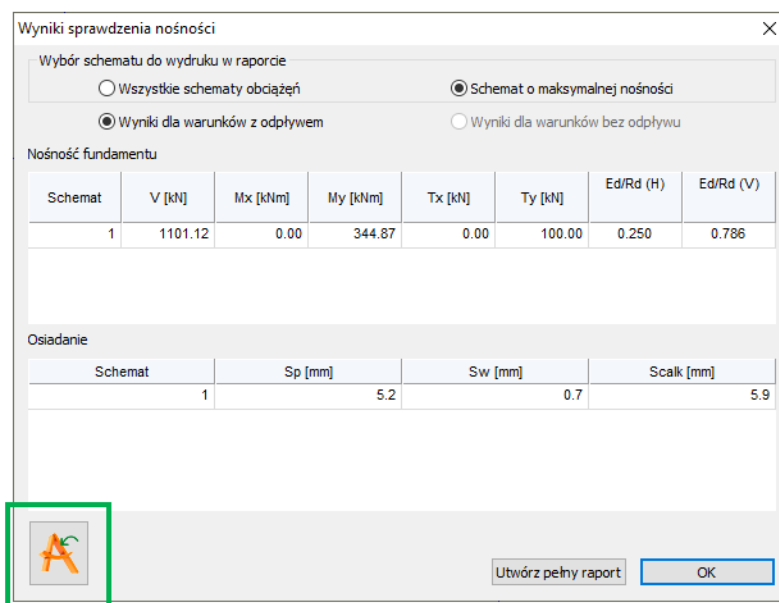 Wyniki sprawdzenia nośności
Wybór schematu do wydruku w raporcie
Wszystkie schematy obciążeń Schemat o maksymalnej nośności
Wyniki dla warunków z odpływem Wyniki dla warunków bez odpływu
Nośność fundamentu
Schemat V [kN] Mx [kNm] My [kNm] Tx [kN] Ty [kN] Ed/Rd (H) Ed/Rd (V)
1 1101.12 0.00 344.87 0.00 100.00 0.250 0.786
Osiadanie
Schemat Sp [mm] Sw [mm] Scalk [mm]
1 5.2 0.7 5.9
Utwórz pełny raport OK